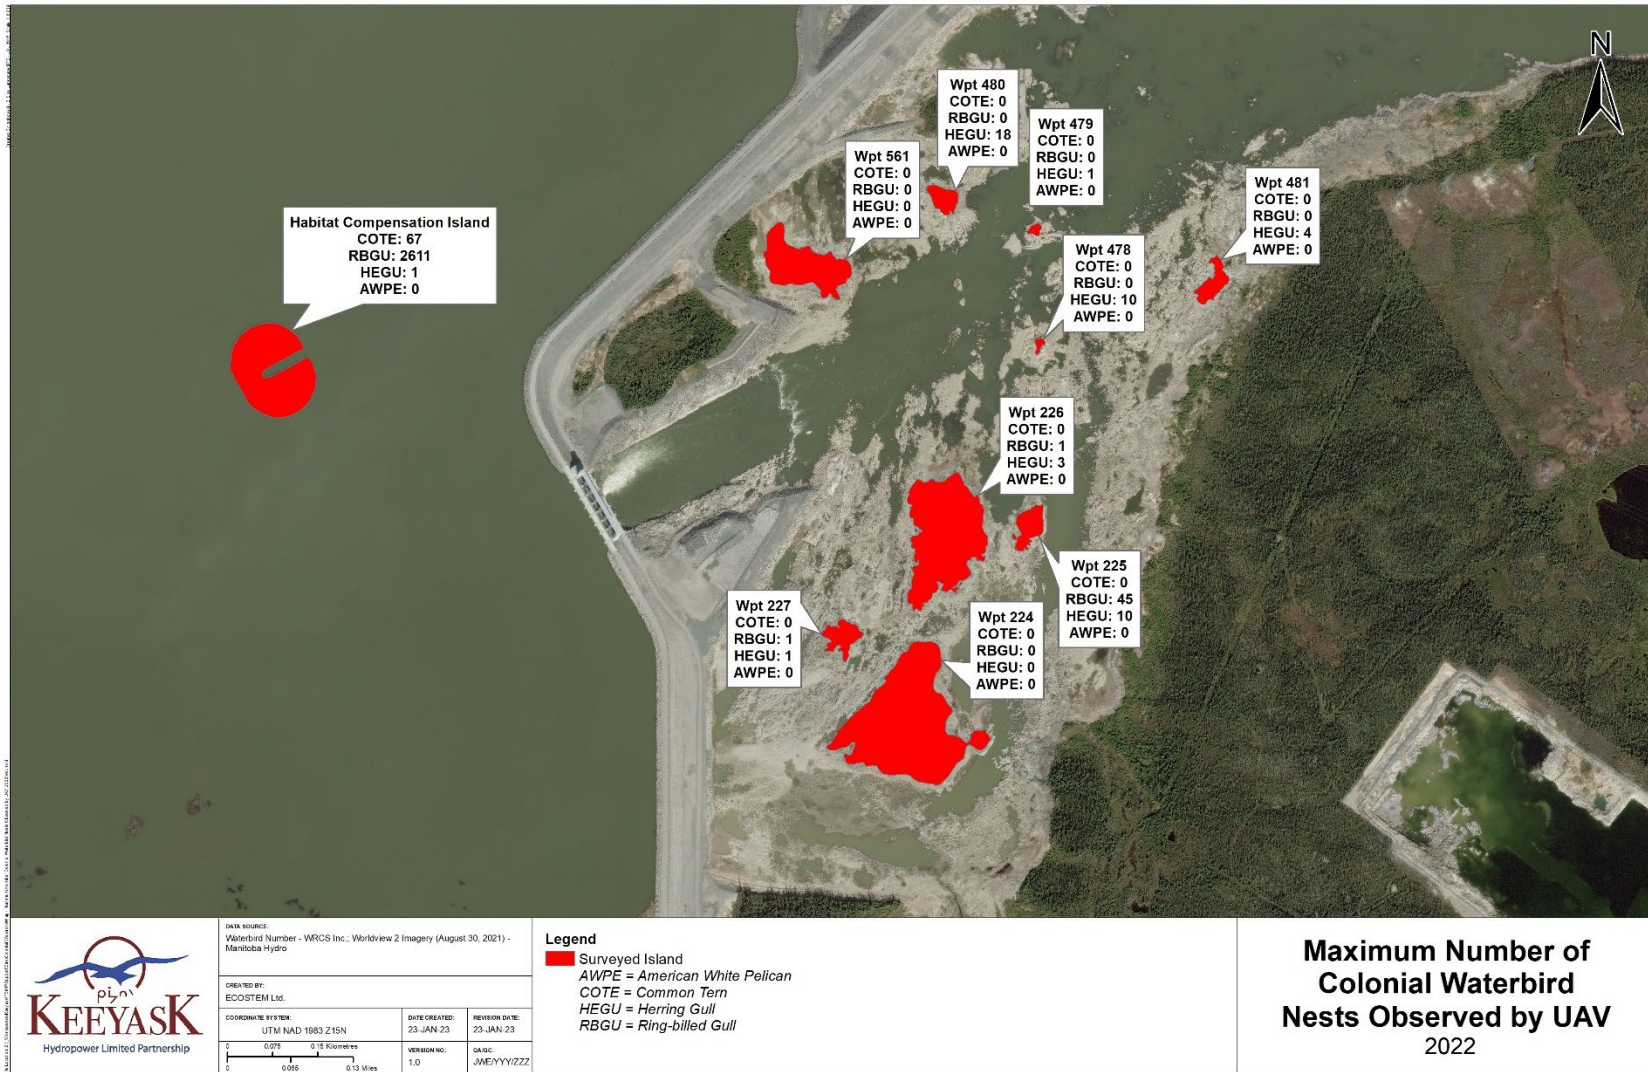 N
Wpt 480
COTE: 0
RBGU: 0
HEGU: 18
AWPE: 0
Wpt 479
COTE: 0
RBGU: 0
HEGU: 1
AWPE: 0
Wpt 561
COTE: 0
RBGU: 0
HEGU: 0
AWPE: 0
Wpt 481
COTE: 0
RBGU: 0
HEGU: 4
AWPE: 0
Habitat Compensation Island
COTE: 67
RBGU: 2611
HEGU: 1
AWPE: 0
Wpt 478
COTE: 0
RBGU: 0
HEGU: 10
AWPE: 0
Wpt 226
COTE: 0
RBGU: 1
HEGU: 3
AWPE: 0
Wpt 225
COTE: 0
RBGU: 45
HEGU: 10
AWPE: 0
Wpt 227
COTE: 0
RBGU: 1
HEGU: 1
AWPE: 0
Wpt 224
COTE: 0
RBGU: 0
HEGU: 0
AWPE: 0
KEEYASK
Hydropower Limited Partnership
DATA SOURCE:
Waterbird Number - WRCS Inc.; Worldview 2 Imagery (August 30, 2021) -
Manitoba Hydro
CREATED BY:
ECOSTEM Ltd.
COORDINATE SYSTEM:
UTM NAD 1983 Z15N
DATE CREATED:
23-JAN-23
REVISION DATE:
23-JAN-23
0 0.075 0.15 Kilometres
0 0.065 0.13 Miles
VERSION NO:
1.0
QA/QC:
JWE/YYY/ZZZ
Legend
Surveyed Island
AWPE = American White Pelican
COTE = Common Tern
HEGU = Herring Gull
RBGU = Ring-billed Gull
Maximum Number of
Colonial Waterbird
Nests Observed by UAV
2022